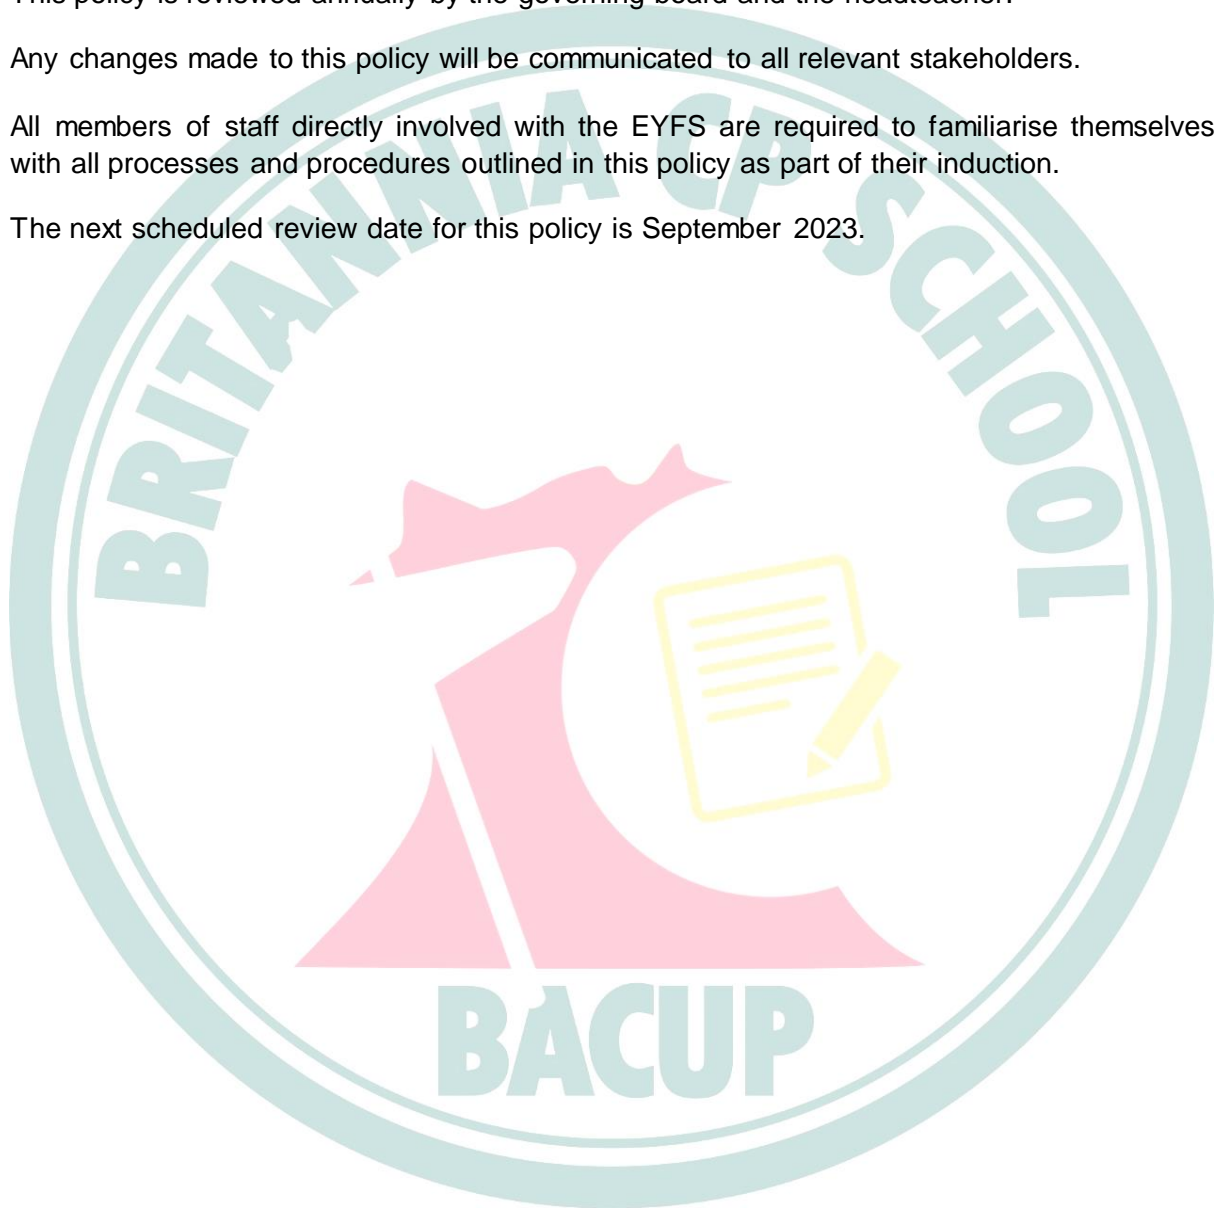 This policy is reviewed annually by the governing board and the headteacher.
Any changes made to this policy will be communicated to all relevant stakeholders.
All members of staff directly involved with the EYFS are required to familiarise themselves
with all processes and procedures outlined in this policy as part of their induction.
The next scheduled review date for this policy is September 2023.
BRITANNIA CP SCHOOL
BACUP